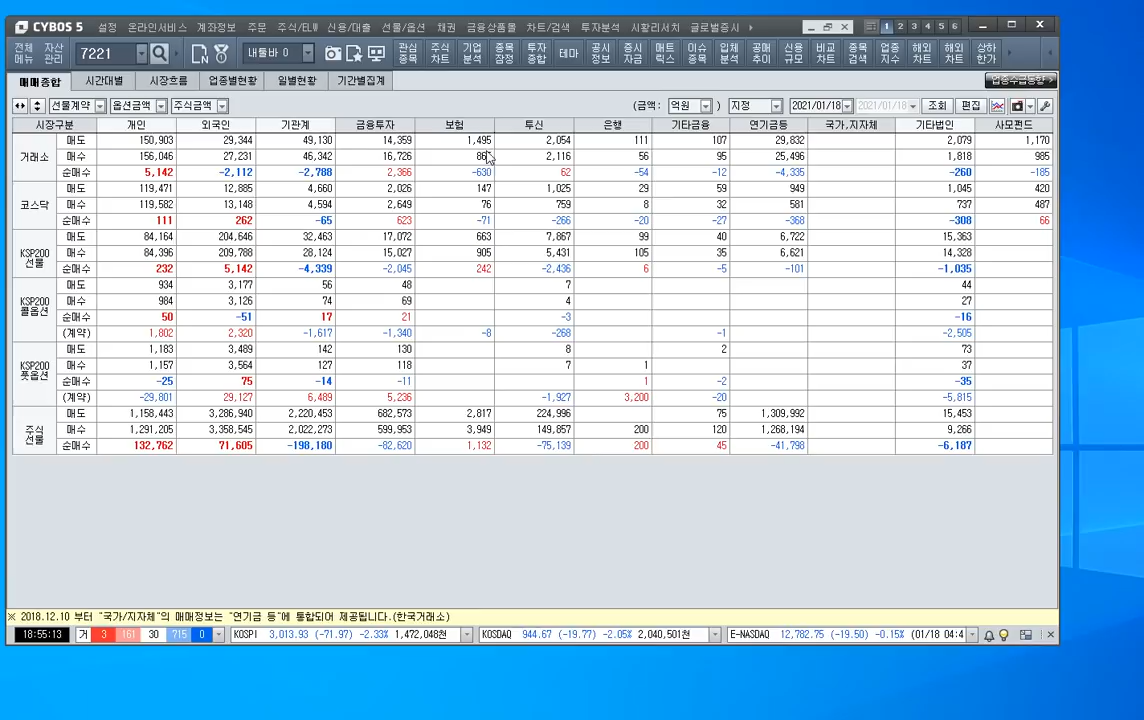 CYBOS 5 설정 온라인서비스 계좌정보 주문 주식/ELW 신용/대출 선물/옵션 채권 금융상품몰 차트/검색 투자분석 시황리서치 글로벌증시 1 2 3 4 5 6
전체메뉴 자산관리 7221 내툴바 0 관심종목 주식차트 기업분석 종목잠정 투자종합 테마 공시정보 증시자금 매트릭스 이슈종목 입체분석 공매추이 신용규모 비교차트 종목검색 업종지수 해외차트 해외차트 상하한가
매매종합 시간대별 시장흐름 업종별현황 일별현황 기간별집계 업종수급동향
선물계약 옵션금액 주식금액 (금액: 억원 ) 지정 2021/01/18 2021/01/18 조회 편집
시장구분 개인 외국인 기관계 금융투자 보험 투신 은행 기타금융 연기금등 국가,지자체 기타법인 사모펀드
거래소
매도 150,903 29,344 49,130 14,359 1,495 2,054 111 107 29,832 2,079 1,170
매수 156,046 27,231 46,342 16,726 2,116 56 95 25,496 1,818 985
순매수 5,142 -2,112 -2,788 2,366 -630 62 -54 -12 -4,335 -260 -185
코스닥
매도 119,471 12,885 4,660 2,026 147 1,025 29 59 949 1,045 420
매수 119,582 13,148 4,594 2,649 76 759 8 32 581 737 487
순매수 111 262 -65 623 -71 -266 -20 -27 -368 -308 66
KSP200 선물
매도 84,164 204,646 32,463 17,072 663 7,867 99 40 6,722 15,363
매수 84,396 209,788 28,124 15,027 905 5,431 105 35 6,621 14,328
순매수 232 5,142 -4,339 -2,045 242 -2,436 6 -5 -101 -1,035
KSP200 콜옵션
매도 934 3,177 56 48 7 44
매수 984 3,126 74 69 4 27
순매수 50 -51 17 21 -3 -16
(계약) 1,802 2,320 -1,617 -1,340 -8 -268 -1 -2,505
KSP200 풋옵션
매도 1,183 3,489 142 130 8 2 73
매수 1,157 3,564 127 118 7 1 37
순매수 -25 75 -14 -11 1 -2 -35
(계약) -29,801 29,127 6,489 5,236 -1,927 3,200 -20 -5,815
주식 선물
매도 1,158,443 3,286,940 2,220,453 682,573 2,817 224,996 75 1,309,992 15,453
매수 1,291,205 3,358,545 2,022,273 599,953 3,949 149,857 200 120 1,268,194 9,266
순매수 132,762 71,605 -198,180 -82,620 1,132 -75,139 200 45 -41,798 -6,187
※ 2018.12.10 부터 "국가/지자체"의 매매정보는 "연기금 등"에 통합되어 제공됩니다.(한국거래소)
18:55:13 거 3 161 30 715 0 KOSPI 3,013.93 (-71.97) -2.33% 1,472,048천 KOSDAQ 944.67 (-19.77) -2.05% 2,040,501천 E-NASDAQ 12,782.75 (-19.50) -0.15% (01/18 04:4